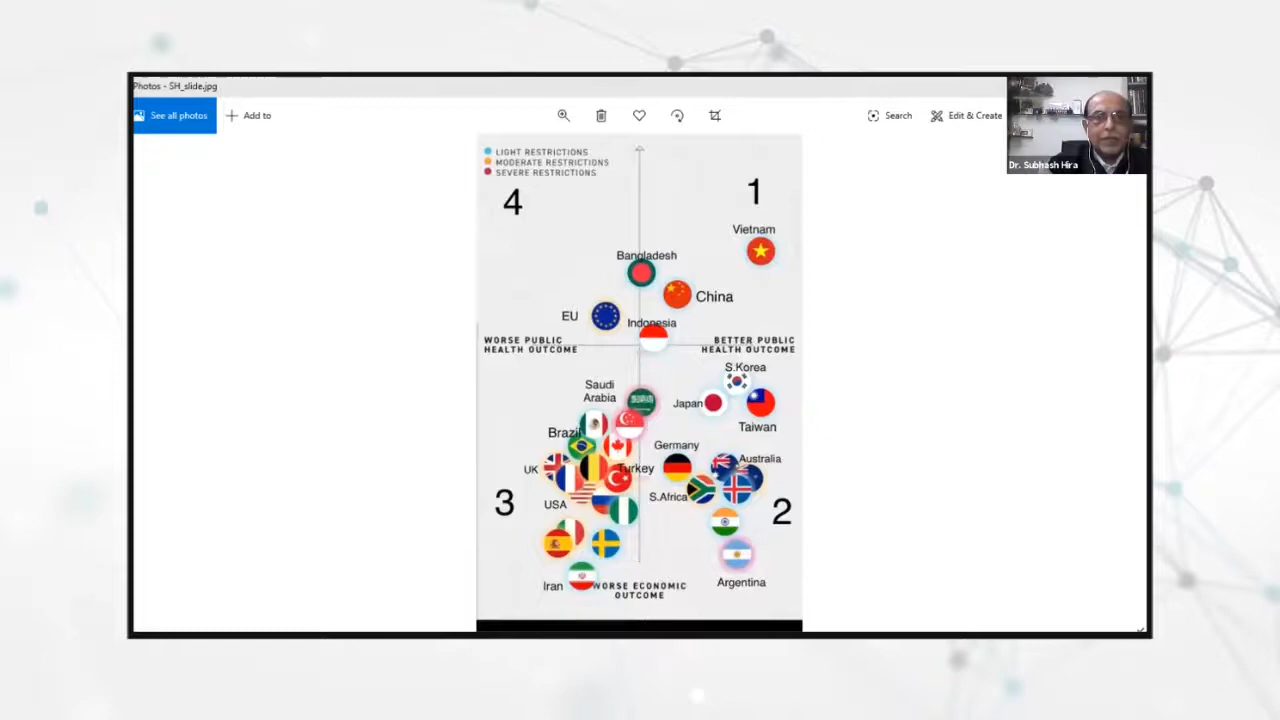 Photos - SH_slide.jpg
See all photos
Add to
Search
Edit & Create
Dr. Subhash Hira
LIGHT RESTRICTIONS
MODERATE RESTRICTIONS
SEVERE RESTRICTIONS
4
1
Vietnam
Bangladesh
China
EU
Indonesia
WORSE PUBLIC
HEALTH OUTCOME
BETTER PUBLIC
HEALTH OUTCOME
S.Korea
Saudi
Arabia
Japan
Taiwan
Brazil
Germany
Australia
UK
Turkey
S.Africa
USA
3
2
Iran
WORSE ECONOMIC
OUTCOME
Argentina